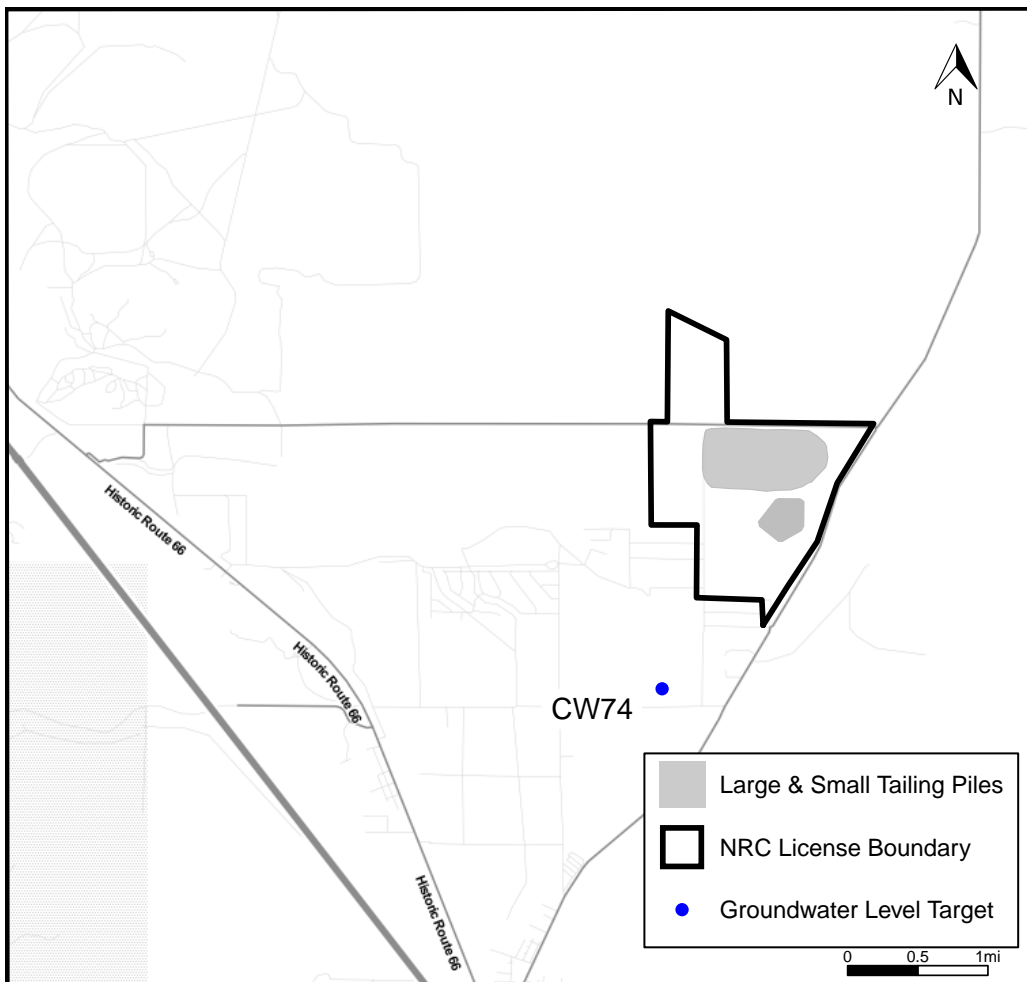 N
Historic Route 66
Historic Route 66
CW74
Large & Small Tailing Piles
NRC License Boundary
Groundwater Level Target
Historic Route 66
0 0.5 1mi